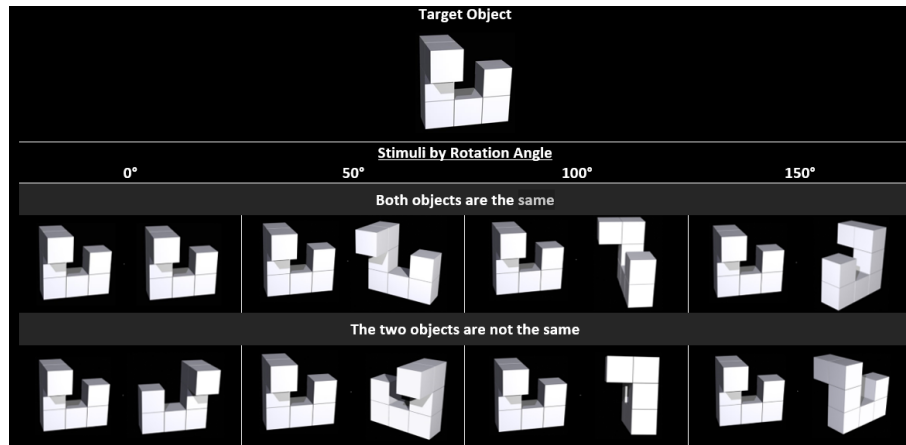 Target Object
Stimuli by Rotation Angle
0° 50° 100° 150°
Both objects are the same
The two objects are not the same